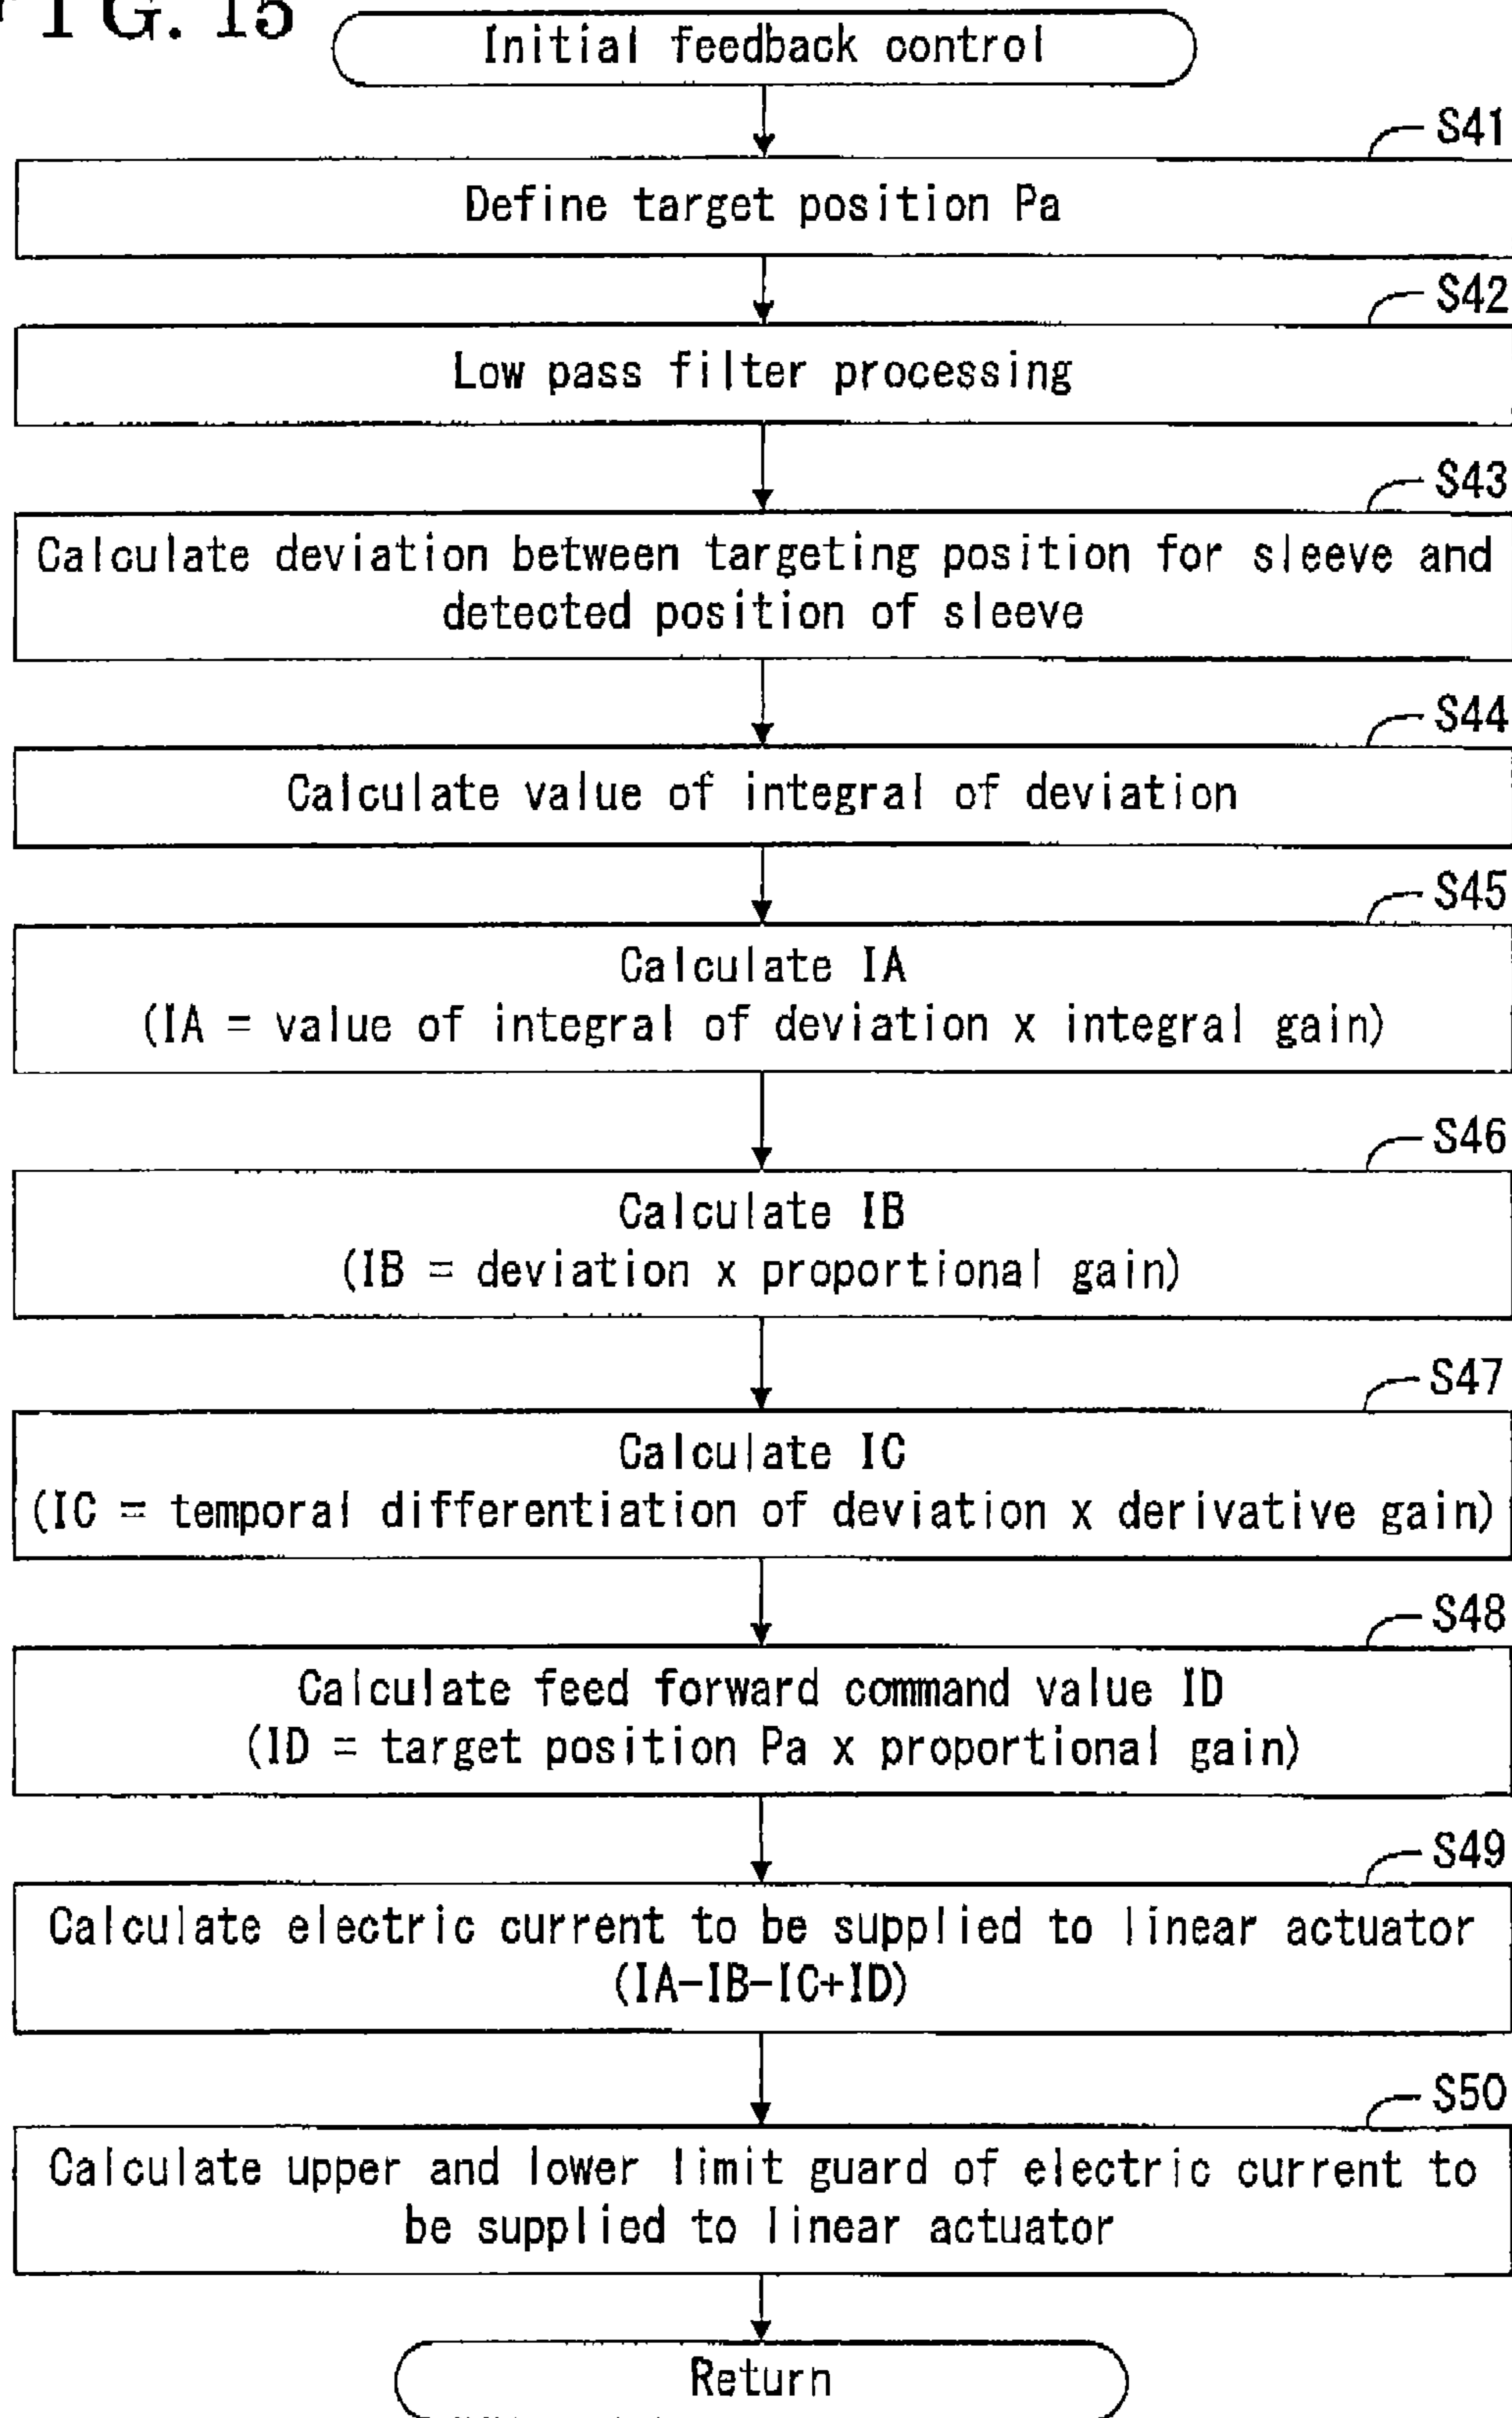 FIG. 15
Initial feedback control
S41
Define target position Pa
S42
Low pass filter processing
S43
Calculate deviation between targeting position for sleeve and
detected position of sleeve
S44
Calculate value of integral of deviation
S45
Calculate IA
(IA = value of integral of deviation x integral gain)
S46
Calculate IB
(IB = deviation x proportional gain)
S47
Calculate IC
(IC = temporal differentiation of deviation x derivative gain)
S48
Calculate feed forward command value ID
(ID = target position Pa x proportional gain)
S49
Calculate electric current to be supplied to linear actuator
(IA-IB-IC+ID)
S50
Calculate upper and lower limit guard of electric current to
be supplied to linear actuator
Return